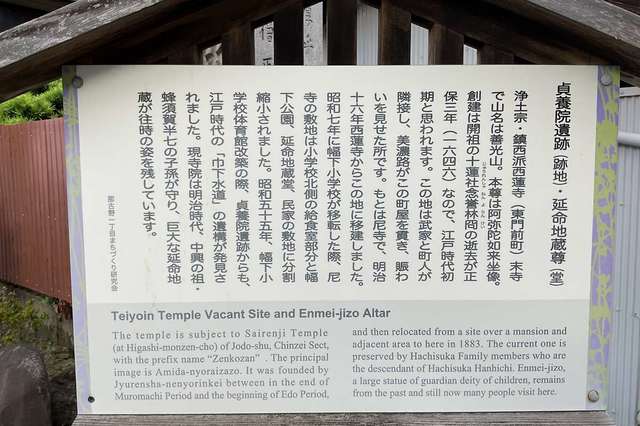 貞養院遺跡（跡地）・延命地蔵尊（堂）
浄土宗・鎮西派西蓮寺（東門前町）末寺
で山名は善光山。本尊は阿弥陀如来坐像。
創建は開祖の十蓮社念誉林冏の逝去が正
保三年（一六四六）なので、江戸時代初
期と思われます。この地は武家と町人が
隣接し、美濃路がこの町屋を貫き、賑わ
いを見せた所です。もとは尼寺で、明治
十六年西蓮寺からこの地に移建しました。
昭和七年に幅下小学校が移転した際、尼
寺の敷地は小学校北側の給食室部分と幅
下公園、延命地蔵堂、民家の敷地に分割
縮小されました。昭和五十五年、幅下小
学校体育館改築の際、貞養院遺跡からも、
江戸時代の「巾下水道」の遺構が発見さ
れました。現寺院は明治時代、中興の祖・
蜂須賀半七の子孫が守り、巨大な延命地
蔵が往時の姿を残しています。
那古野一丁目まちづくり研究会
Teiyoin Temple Vacant Site and Enmei-jizo Altar
The temple is subject to Sairenji Temple
(at Higashi-monzen-cho) of Jodo-shu, Chinzei Sect,
with the prefix name “Zenkozan” . The principal
image is Amida-nyoraizazo. It was founded by
Jyurensha-nenyorinkei between in the end of
Muromachi Period and the beginning of Edo Period,
and then relocated from a site over a mansion and
adjacent area to here in 1883. The current one is
preserved by Hachisuka Family members who are
the descendant of Hachisuka Hanhichi. Enmei-jizo,
a large statue of guardian deity of children, remains
from the past and still now many people visit here.